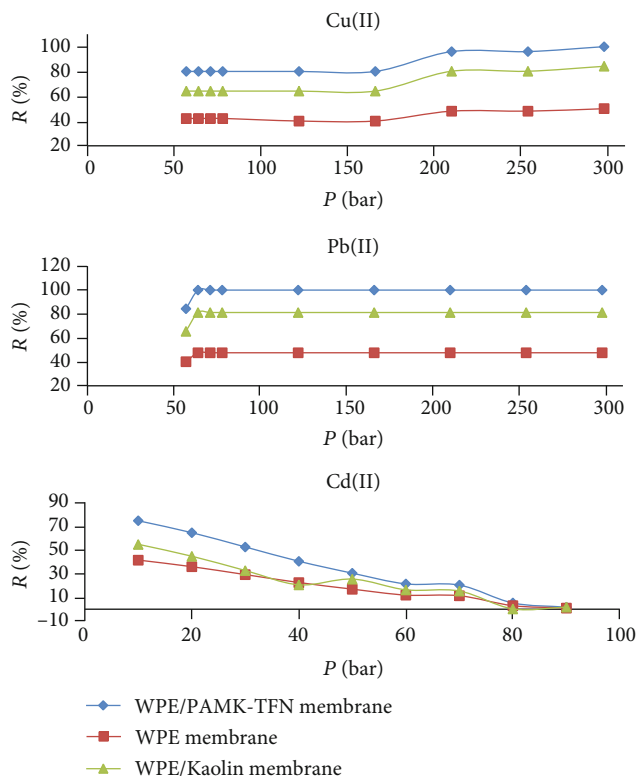 Cu(II)
100
80
60
40
20
R (%)
0 50 100 150 200 250 300
P (bar)
Pb(II)
120
100
80
60
40
20
R (%)
0 50 100 150 200 250 300
P (bar)
Cd(II)
90
70
50
30
10
−10
R (%)
0 20 40 60 80 100
P (bar)
WPE/PAMK-TFN membrane
WPE membrane
WPE/Kaolin membrane